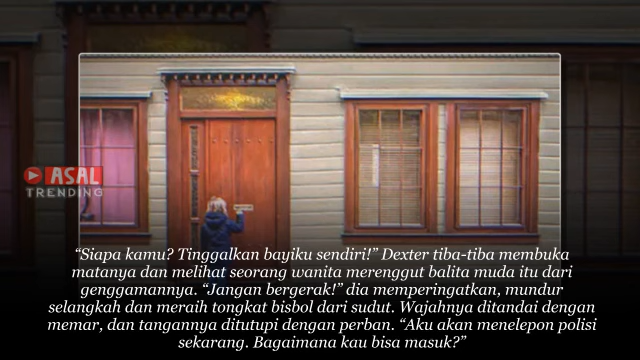 ASAL
TRENDING
“Siapa kamu? Tinggalkan bayiku sendiri!” Dexter tiba-tiba membuka
matanya dan melihat seorang wanita merenggut balita muda itu dari
genggamannya. “Jangan bergerak!” dia memperingatkan, mundur
selangkah dan meraih tongkat bisbol dari sudut. Wajahnya ditandai dengan
memar, dan tangannya ditutupi dengan perban. “Aku akan menelepon polisi
sekarang. Bagaimana kau bisa masuk?”